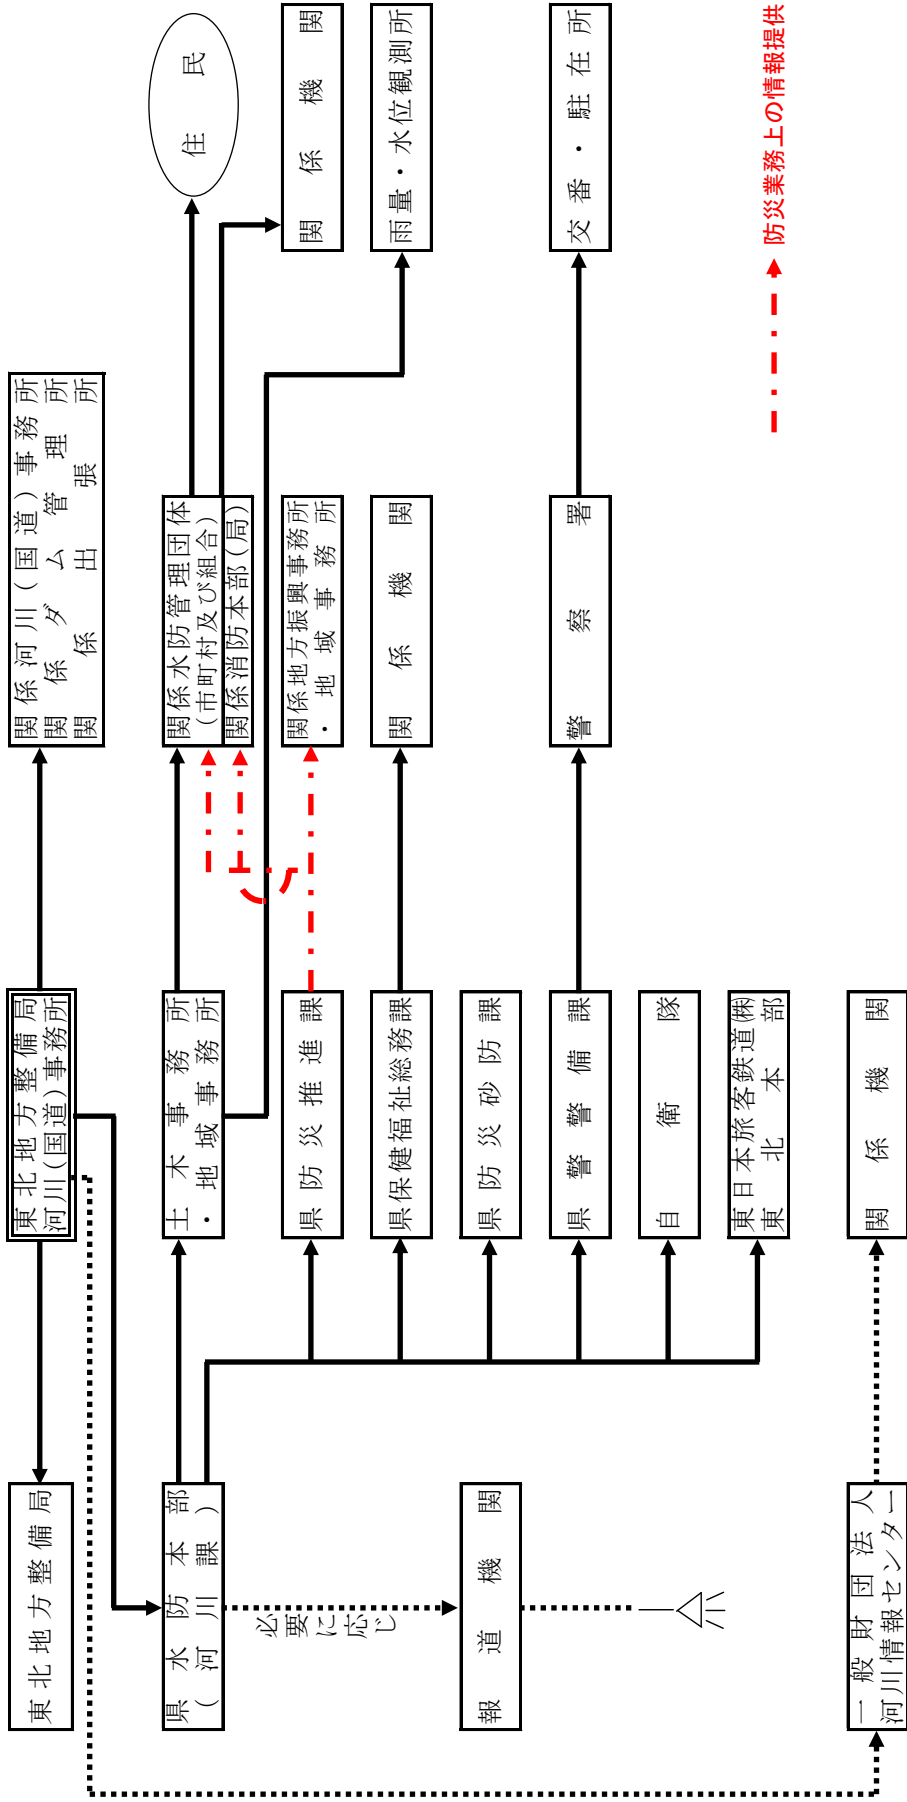 東北地方整備局
県水防本部
（河川課）
必要に応じ
報道機関
一般財団法人
河川情報センター
東北地方整備局
河川(国道)事務所
土木事務所
・地域事務所
県防災推進課
県保健福祉総務課
県防災砂防課
県警警備課
自衛隊
東日本旅客鉄道㈱
東北本部
関係機関
関係河川（国道）事務所
関係ダム管理所
関係出張所
関係水防管理団体
（市町村及び組合）
関係消防本部(局)
関係地方振興事務所
・地域事務所
関係機関
警察署
住民
関係機関
雨量・水位観測所
交番・駐在所
防災業務上の情報提供